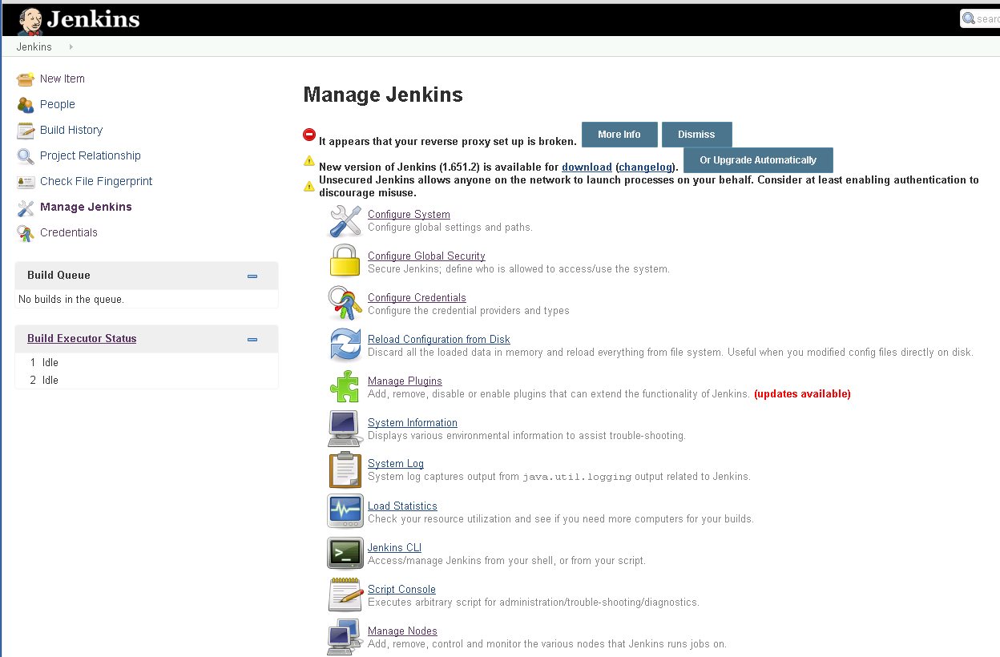 Jenkins
Jenkins
New Item
People
Build History
Project Relationship
Check File Fingerprint
Manage Jenkins
Credentials
Build Queue
No builds in the queue.
Build Executor Status
1 Idle
2 Idle
Manage Jenkins
It appears that your reverse proxy set up is broken. More Info Dismiss
New version of Jenkins (1.651.2) is available for download (changelog). Or Upgrade Automatically
Unsecured Jenkins allows anyone on the network to launch processes on your behalf. Consider at least enabling authentication to
discourage misuse.
Configure System
Configure global settings and paths.
Configure Global Security
Secure Jenkins; define who is allowed to access/use the system.
Configure Credentials
Configure the credential providers and types
Reload Configuration from Disk
Discard all the loaded data in memory and reload everything from file system. Useful when you modified config files directly on disk.
Manage Plugins
Add, remove, disable or enable plugins that can extend the functionality of Jenkins. (updates available)
System Information
Displays various environmental information to assist trouble-shooting.
System Log
System log captures output from java.util.logging output related to Jenkins.
Load Statistics
Check your resource utilization and see if you need more computers for your builds.
Jenkins CLI
Access/manage Jenkins from your shell, or from your script.
Script Console
Executes arbitrary script for administration/trouble-shooting/diagnostics.
Manage Nodes
Add, remove, control and monitor the various nodes that Jenkins runs jobs on.